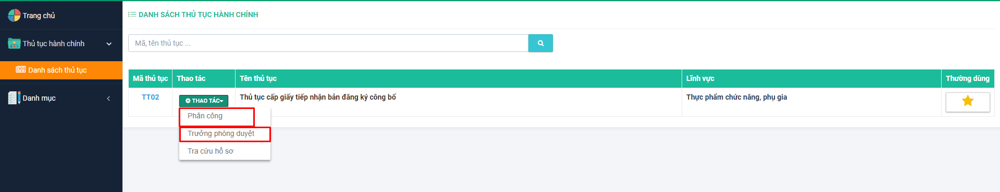 Trang chủ
Thủ tục hành chính
Danh sách thủ tục
Danh mục
DANH SÁCH THỦ TỤC HÀNH CHÍNH
Mã, tên thủ tục ...
Mã thủ tục Thao tác Tên thủ tục Lĩnh vực Thường dùng
TT02 THAO TÁC Thủ tục cấp giấy tiếp nhận bản đăng ký công bố Thực phẩm chức năng, phụ gia
Phân công
Trưởng phòng duyệt
Tra cứu hồ sơ